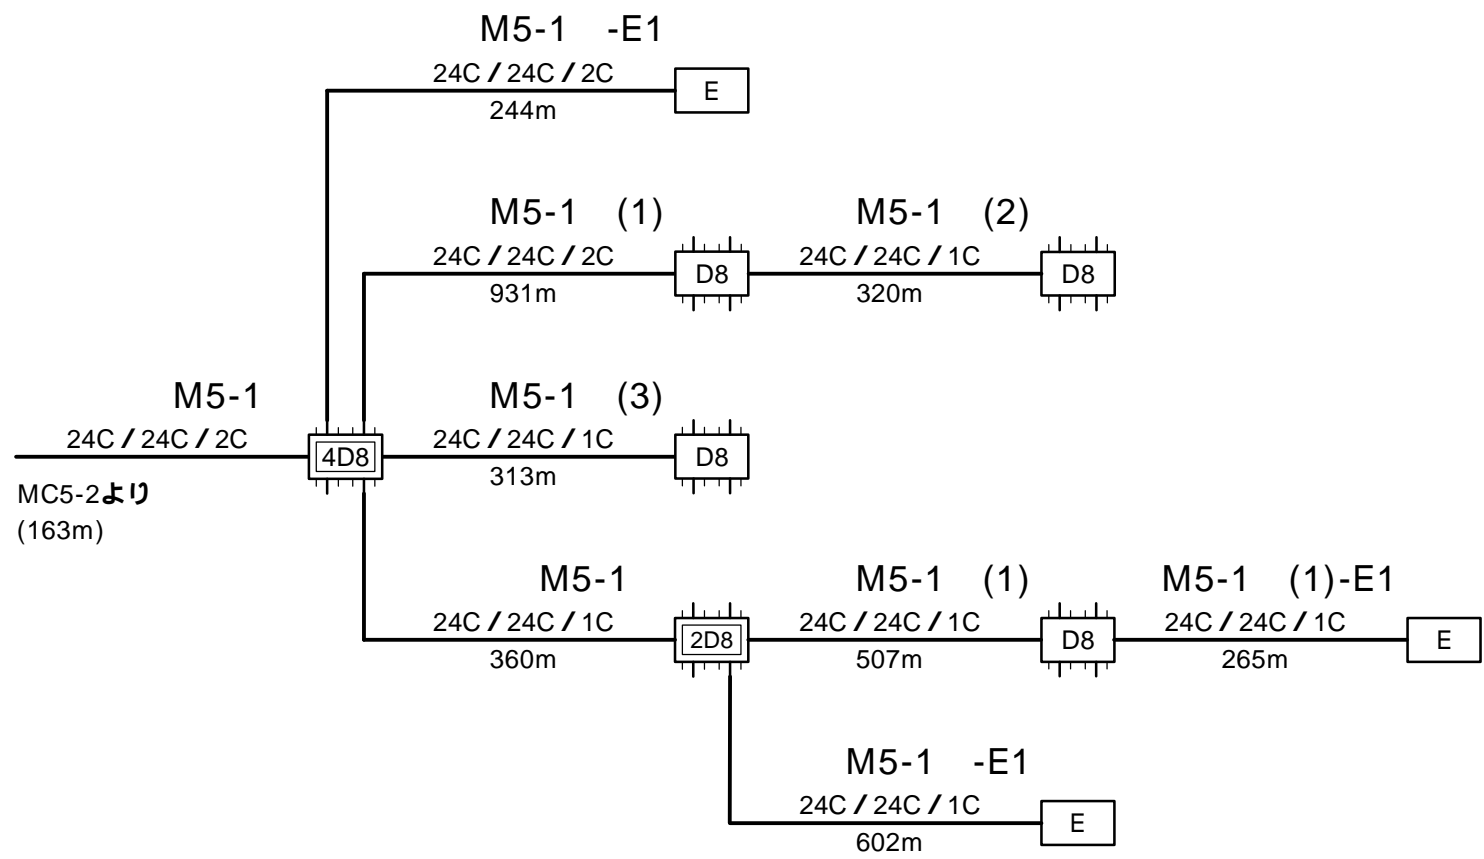 M5-1 -E1
24C / 24C / 2C
E
244m
M5-1 (1)
24C / 24C / 2C
D8
931m
M5-1 (2)
24C / 24C / 1C
D8
320m
M5-1
24C / 24C / 2C
4D8
MC5-2より
(163m)
M5-1 (3)
24C / 24C / 1C
D8
313m
M5-1
24C / 24C / 1C
2D8
360m
M5-1 (1)
24C / 24C / 1C
D8
507m
M5-1 (1)-E1
24C / 24C / 1C
E
265m
M5-1 -E1
24C / 24C / 1C
E
602m